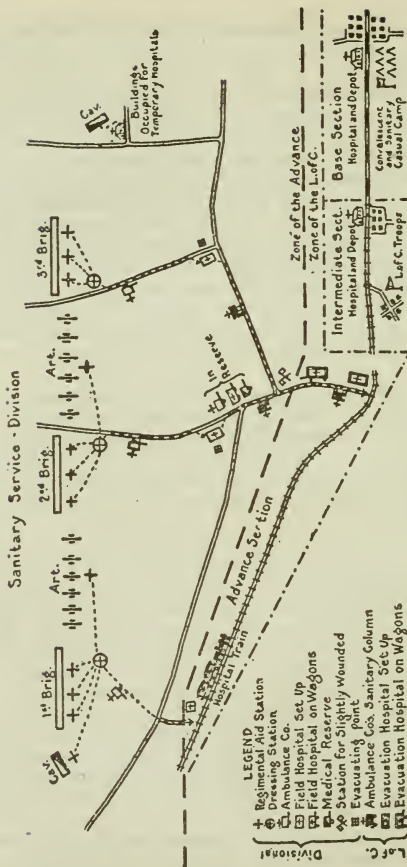 Sanitary Service - Division
Cav.
1st Brig.
Art.
2nd Brig.
Art.
3rd Brig.
Cav.
Buildings
Occupied for
Temporary Hospitals
In
Reserve
Zone of the Advance
Zone of the L.of C.
Advance Section
Hospital Train
Intermediate Sect.
Hospital and Depot
L.of C. Troops
Base Section
Hospital and Depot
Convalescent
and Sanitary
Casual Camp
LEGEND
Divisional
Regimental Aid Station
Dressing Station
Ambulance Co.
Field Hospital Set Up
Field Hospital on Wagons
Medical Reserve
Station for Slightly Wounded
Evacuating Point
L.of C.
Ambulance Co's. Sanitary Column
Evacuation Hospital Set Up
Evacuation Hospital on Wagons